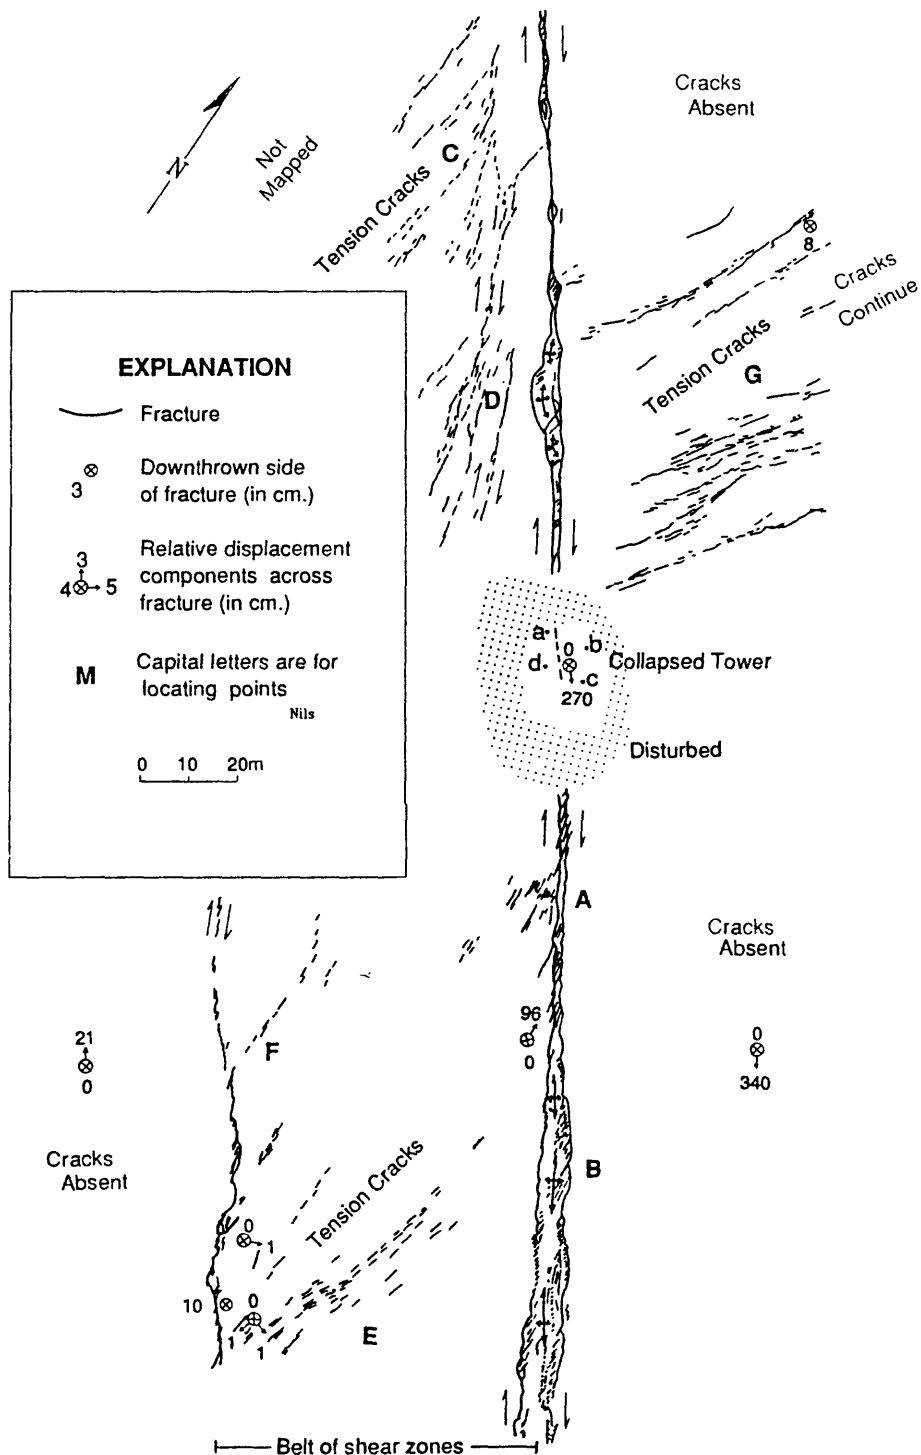 Cracks
Absent
N
Not
Mapped
C
Tension Cracks
8
Cracks
Continue
Tension Cracks
G
D
EXPLANATION
Fracture
3
Downthrown side
of fracture (in cm.)
3
4
5
Relative displacement
components across
fracture (in cm.)
M
Capital letters are for
locating points
Nils
0 10 20m
a
0
b
d
c
270
Collapsed Tower
Disturbed
A
Cracks
Absent
96
0
0
340
21
0
F
Cracks
Absent
B
Tension Cracks
0
1
10
0
1
1
E
Belt of shear zones